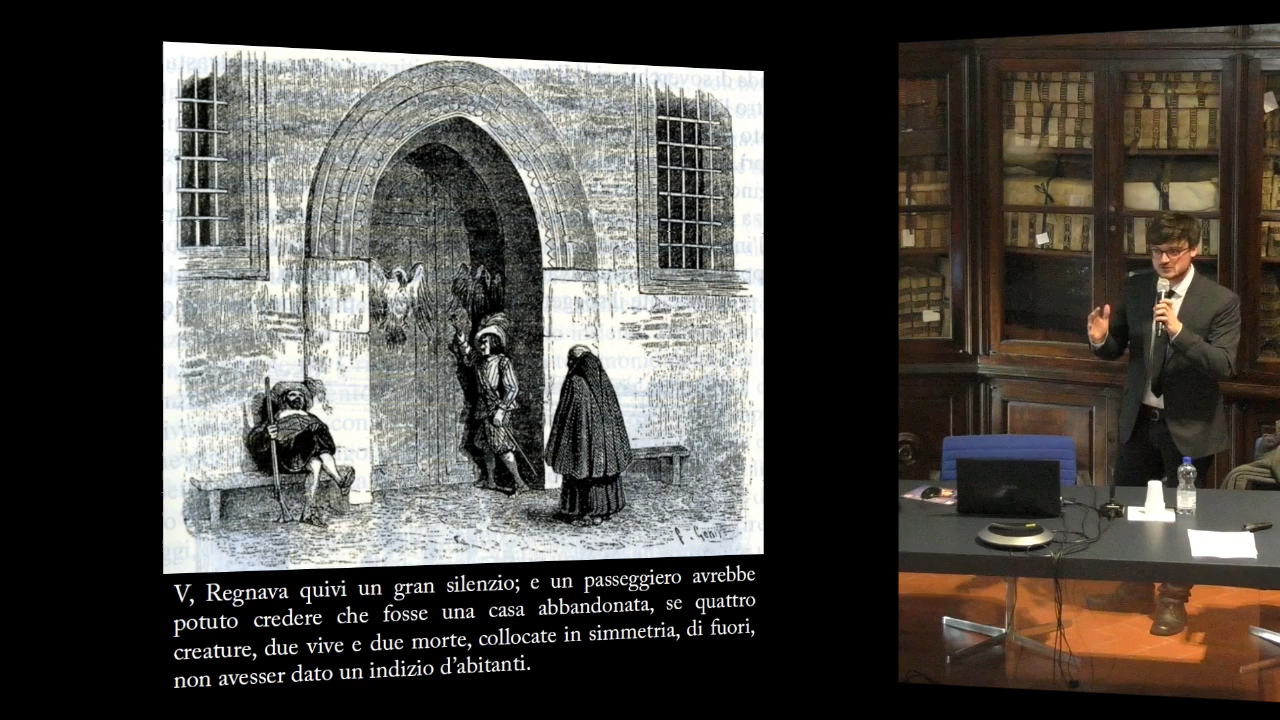 V, Regnava quivi un gran silenzio; e un passeggiero avrebbe
potuto credere che fosse una casa abbandonata, se quattro
creature, due vive e due morte, collocate in simmetria, di fuori,
non avesser dato un indizio d'abitanti.